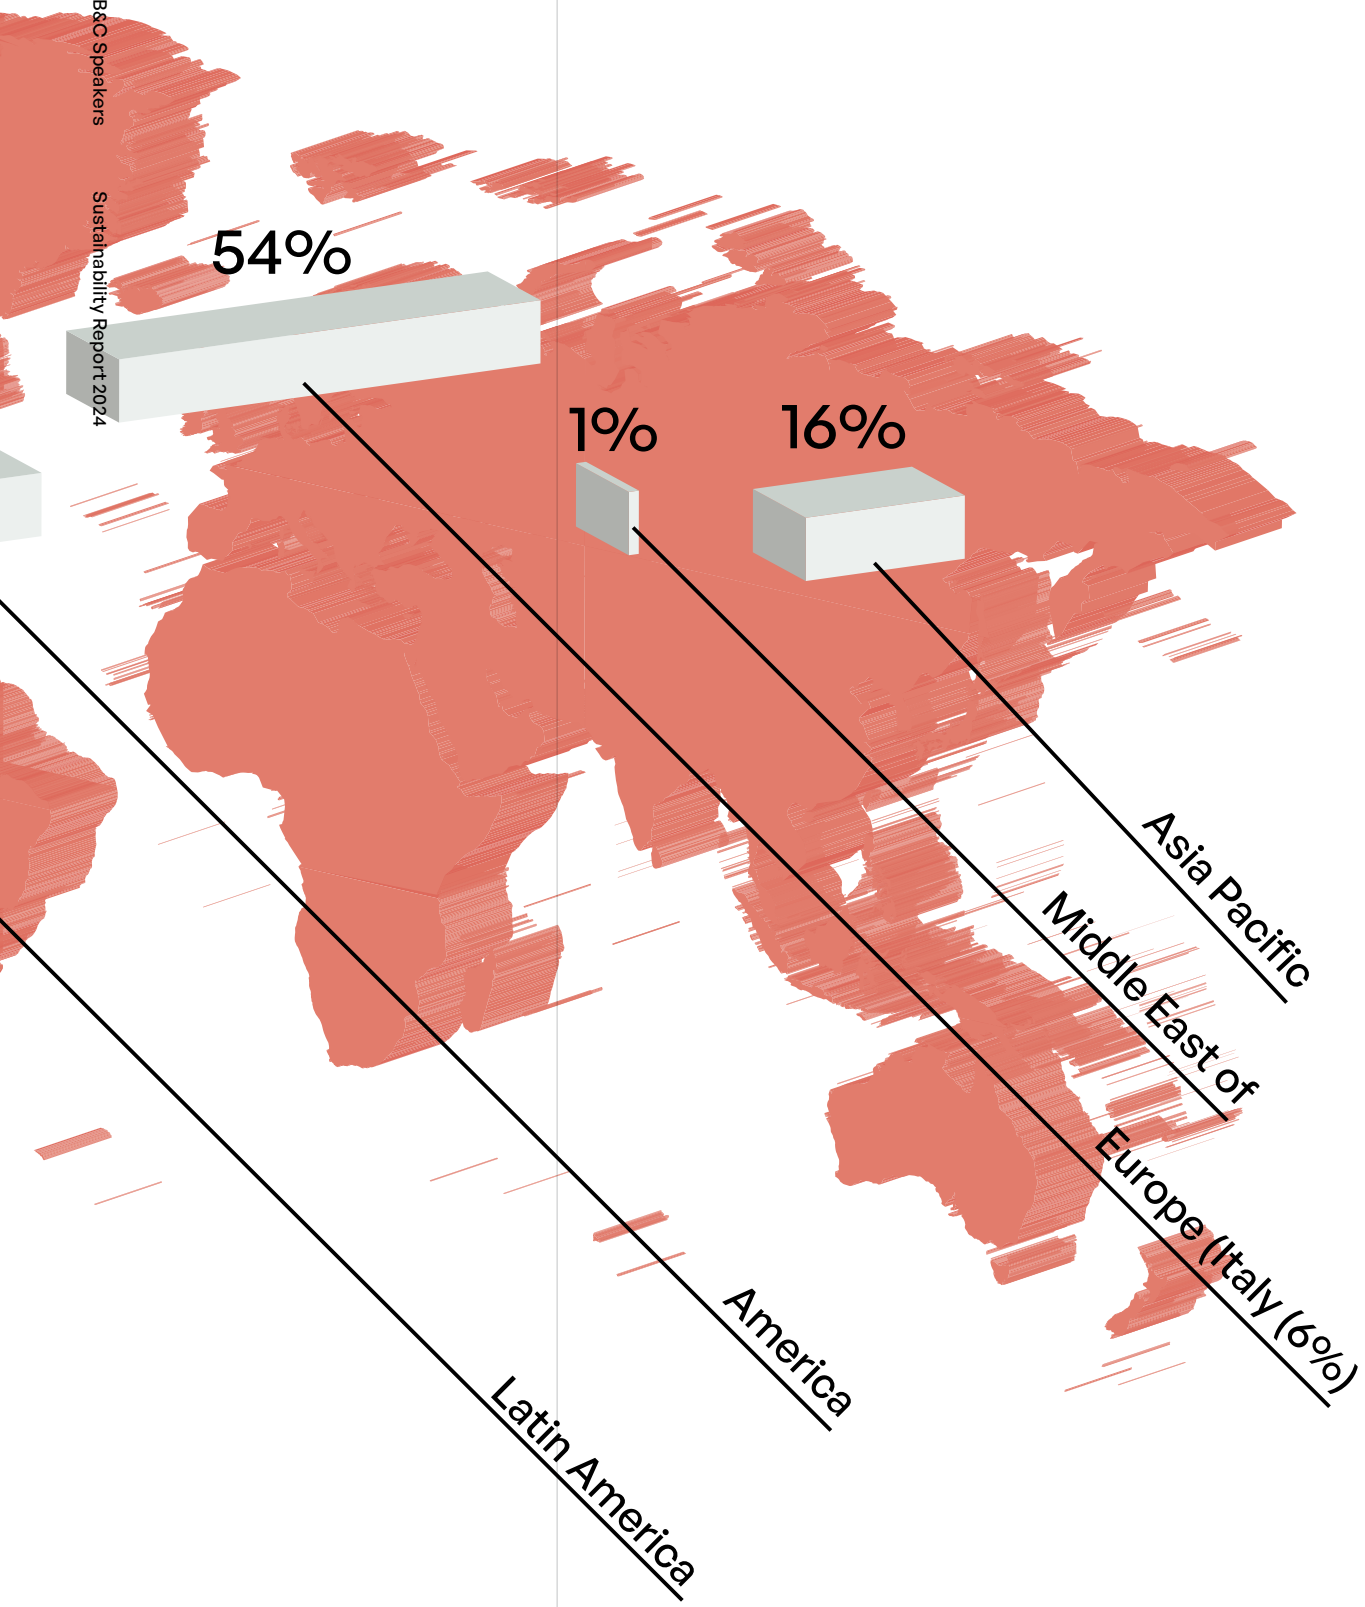 B&C Speakers
Sustainability Report 2024
54%
1%
16%
Asia Pacific
Middle East of
Europe (Italy (6%)
America
Latin America